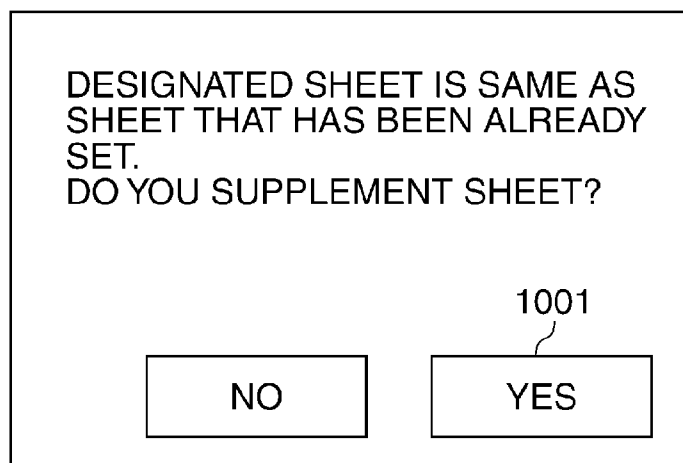 DESIGNATED SHEET IS SAME AS
SHEET THAT HAS BEEN ALREADY
SET.
DO YOU SUPPLEMENT SHEET?
1001
NO YES